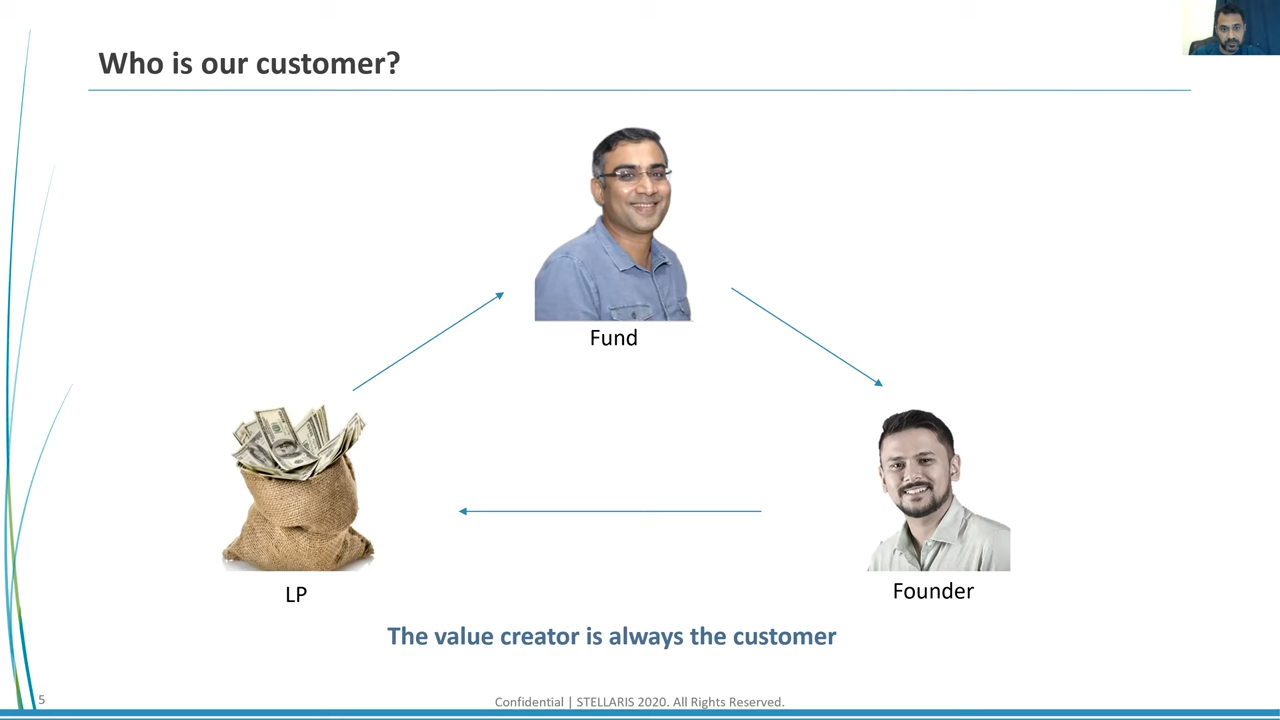 Who is our customer?
Fund
LP
Founder
The value creator is always the customer
5
Confidential | STELLARIS 2020. All Rights Reserved.